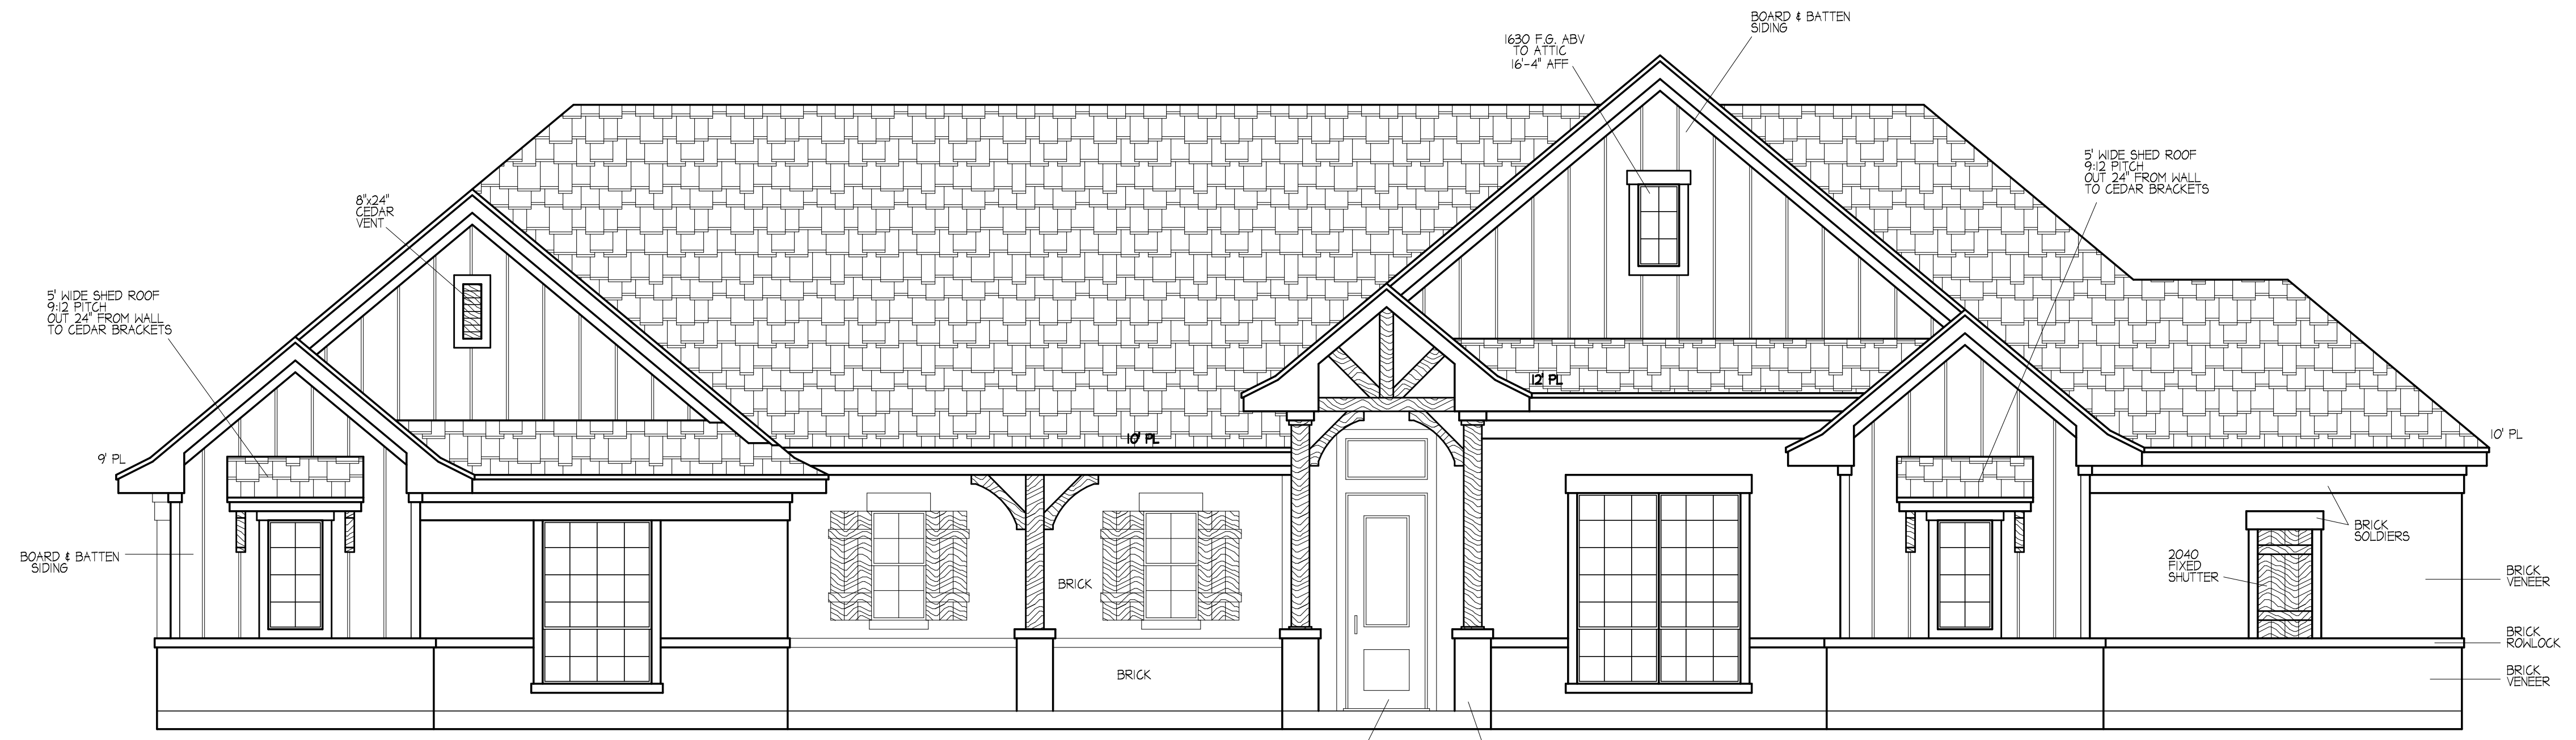 BOARD & BATTEN
SIDING
1630 F.G. ABV
TO ATTIC
16'-4" AFF
5' WIDE SHED ROOF
9:12 PITCH
OUT 24" FROM WALL
TO CEDAR BRACKETS
8"x24"
CEDAR
VENT
5' WIDE SHED ROOF
9:12 PITCH
OUT 24" FROM WALL
TO CEDAR BRACKETS
12' PL
10' PL
10' PL
9' PL
BOARD & BATTEN
SIDING
BRICK
SOLDIERS
2040
FIXED
SHUTTER
BRICK
BRICK
VENEER
BRICK
ROWLOCK
BRICK
BRICK
VENEER